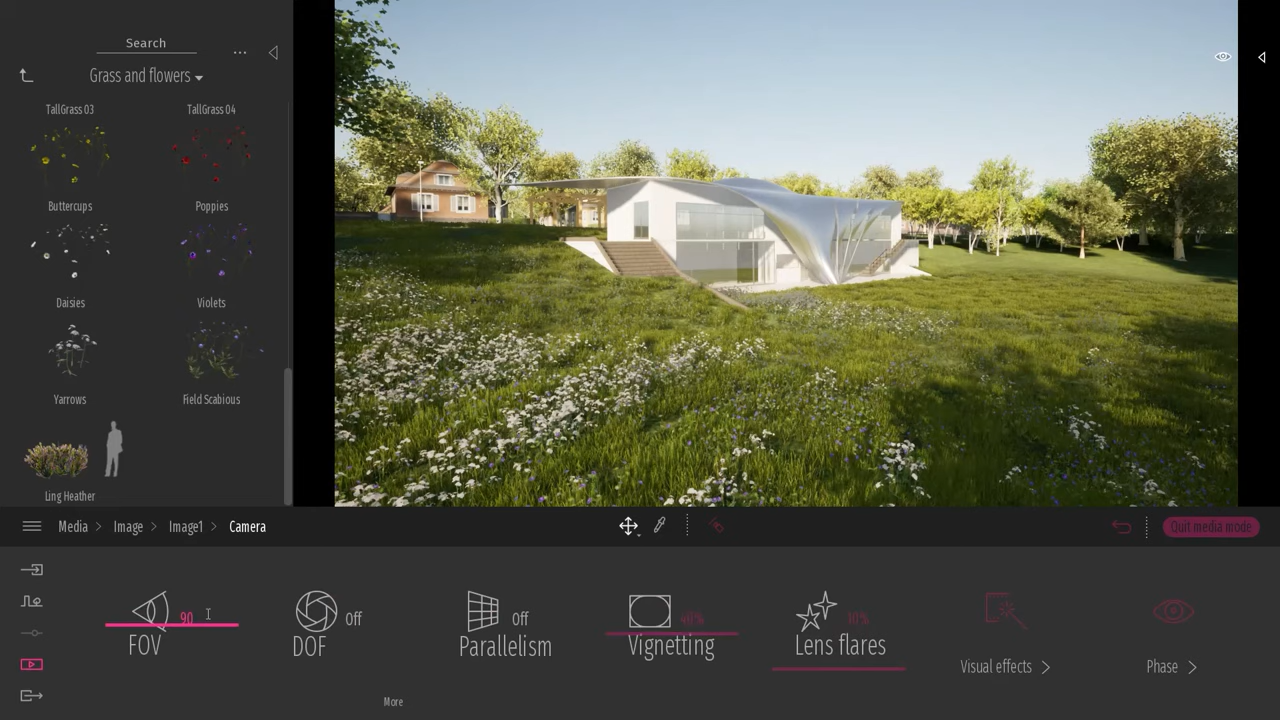 Search
...
Grass and flowers
TallGrass 03
TallGrass 04
Buttercups
Poppies
Daisies
Violets
Yarrows
Field Scabious
Ling Heather
Media > Image > Image1 > Camera
Quit media mode
90
FOV
Off
DOF
Off
Parallelism
40%
Vignetting
Lens flares
Visual effects >
Phase >
More